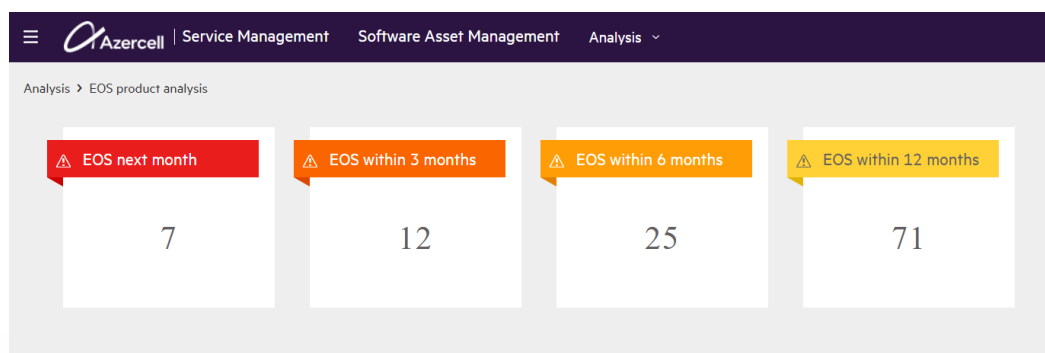 Azercell Service Management Software Asset Management Analysis
Analysis > EOS product analysis
EOS next month
7
EOS within 3 months
12
EOS within 6 months
25
EOS within 12 months
71